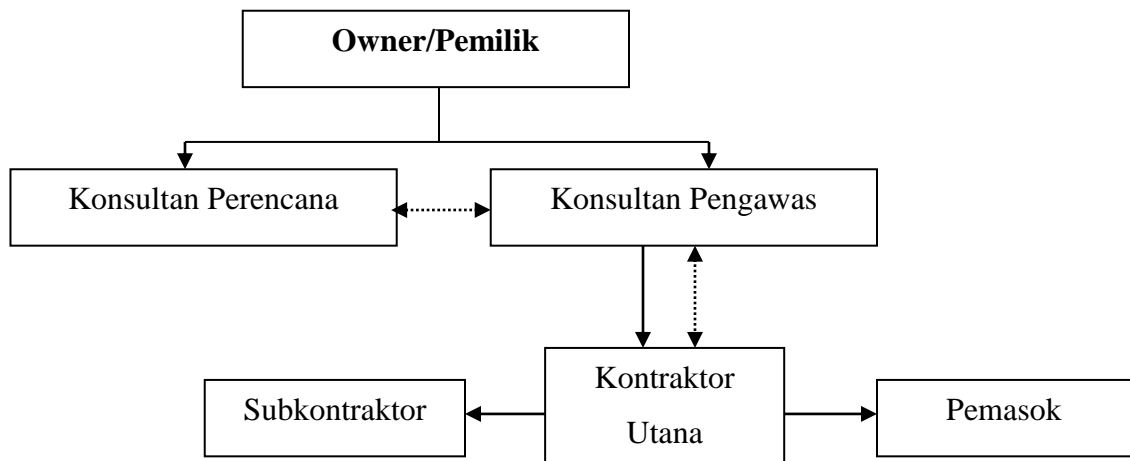 Owner/Pemilik
Konsultan Perencana
Konsultan Pengawas
Kontraktor
Utana
Subkontraktor
Pemasok